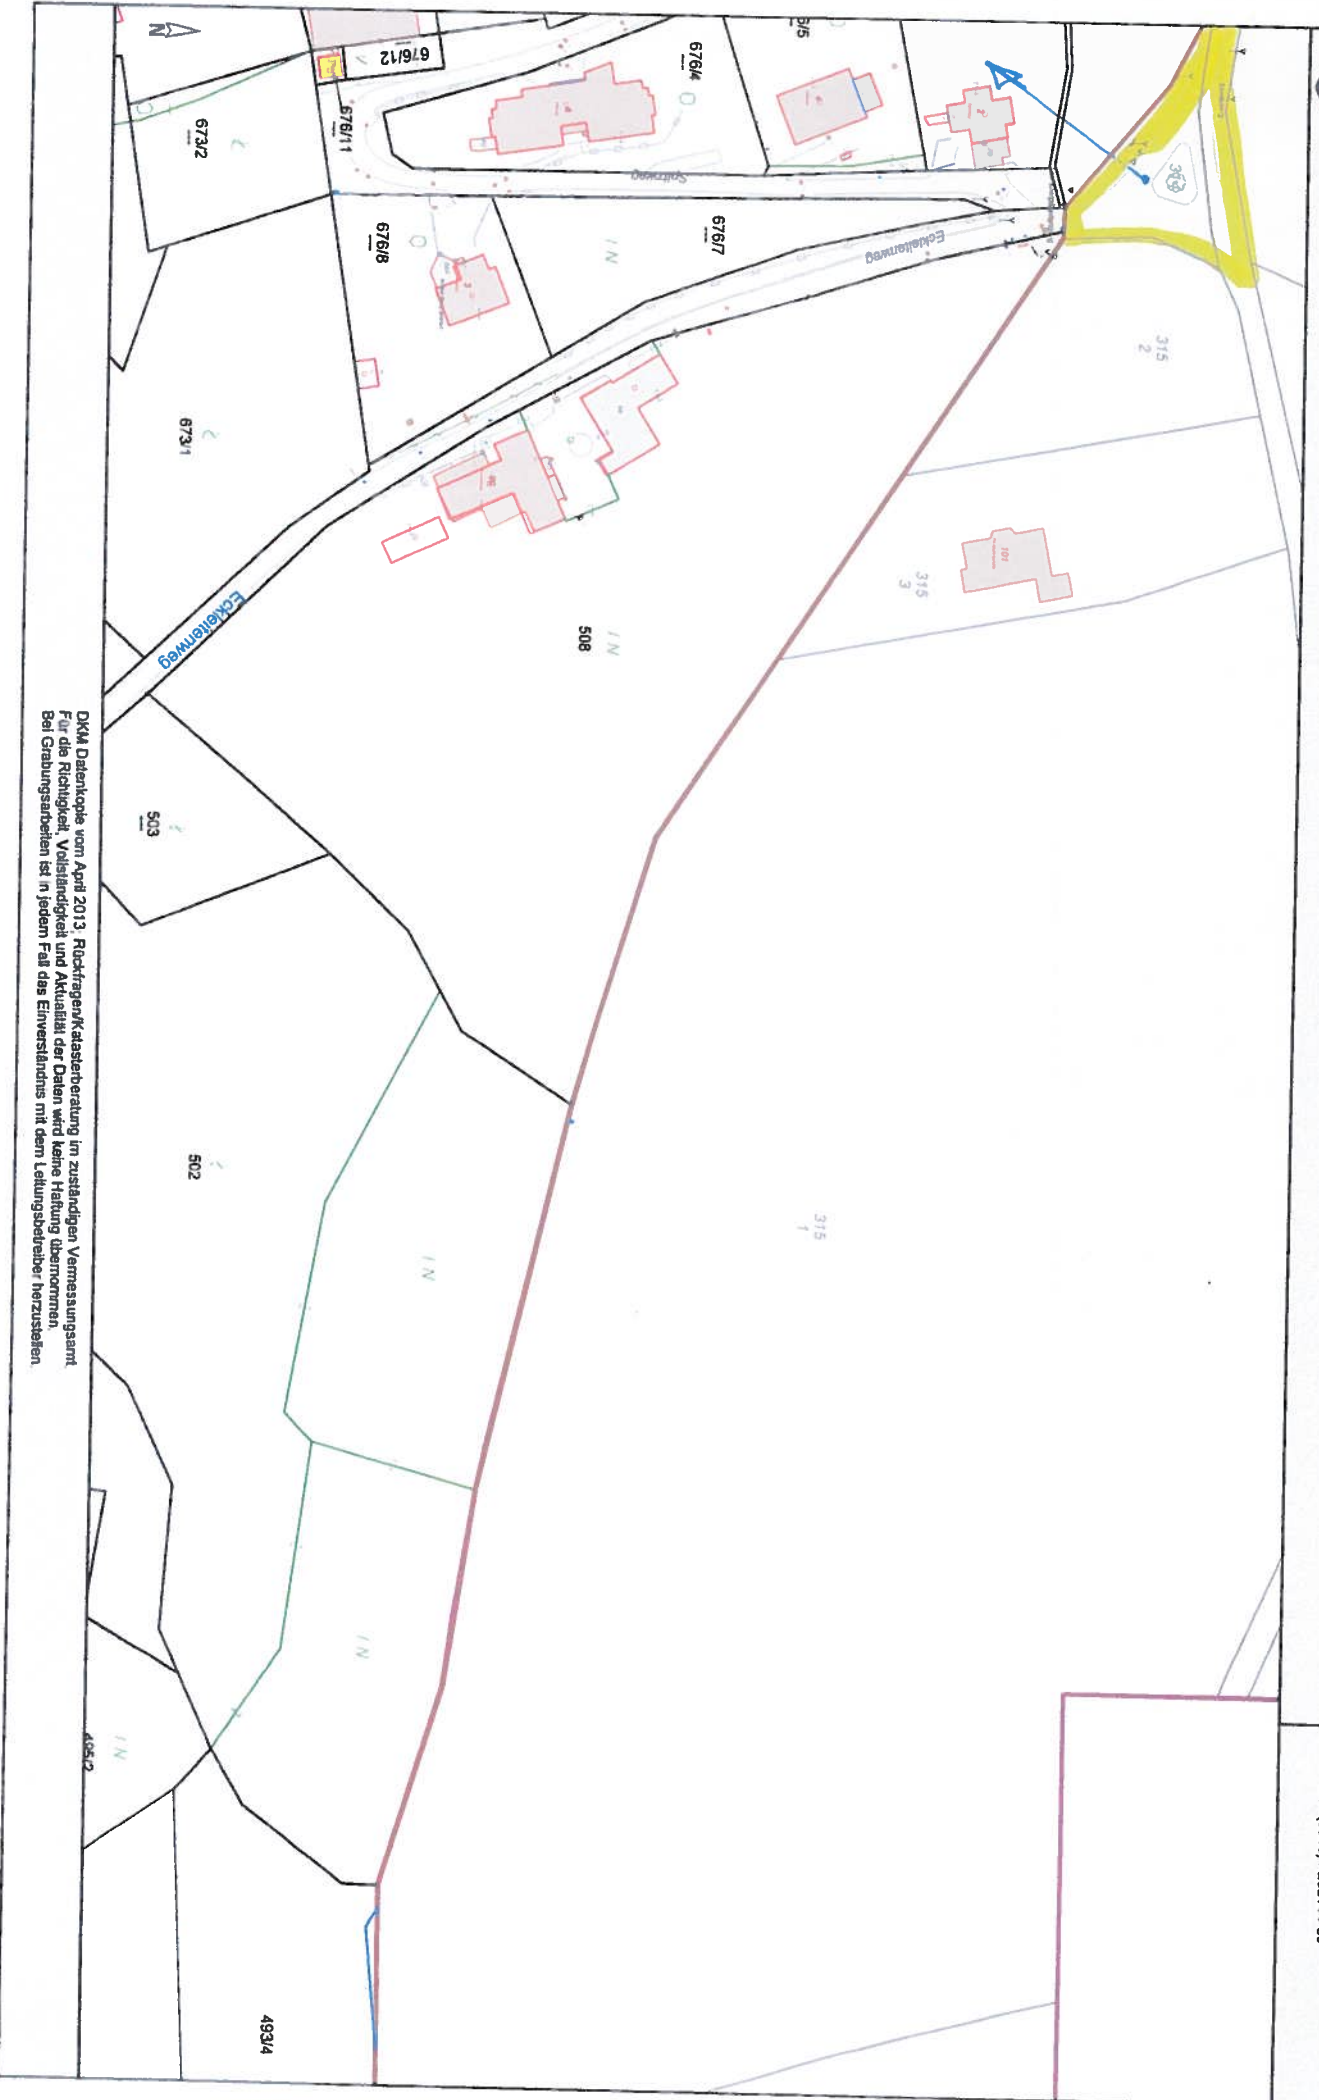 N
676/12
676/4
673/2
676/11
Spitzweg
676/8
676/7
Eckleitenweg
315
2
673/1
101
315
3
508
Eckleitenweg
503
502
315
1
495/2
493/4
DKM Datenkopie vom April 2013; Rückfragen/Katasterberatung im zuständigen Vermessungsamt
Für die Richtigkeit, Vollständigkeit und Aktualität der Daten wird keine Haftung übernommen.
Bei Grabungsarbeiten ist in jedem Fall das Einverständnis mit dem Leitungsbetreiber herzustellen.